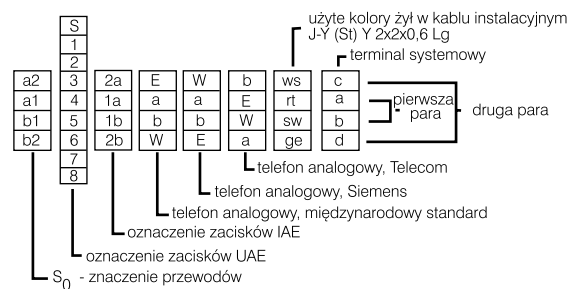 użyte kolory żył w kablu instalacyjnym
J-Y (St) Y 2x2x0,6 Lg
terminal systemowy
S
1
2
a2 3 2a E W b ws c
a1 4 1a a a E rt a
b1 5 1b b b W sw b
b2 6 2b W E a ge d
7
8
pierwsza
para
druga para
telefon analogowy, Telecom
telefon analogowy, Siemens
telefon analogowy, międzynarodowy standard
oznaczenie zacisków IAE
oznaczenie zacisków UAE
S0 - znaczenie przewodów